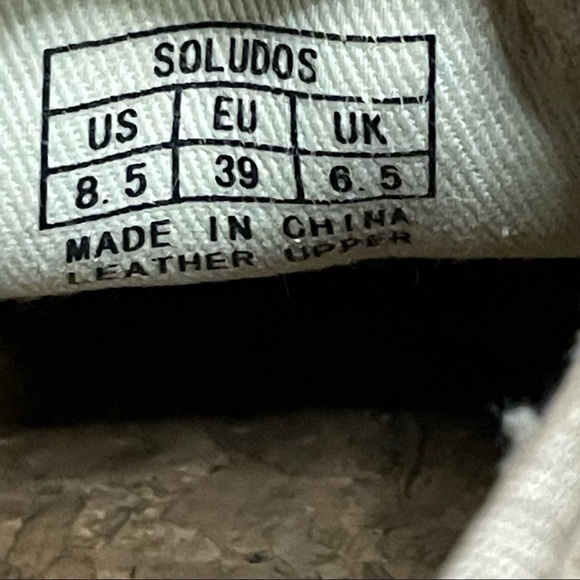 SOLUDOS
US EU UK
8.5 39 6.5
MADE IN CHINA
LEATHER UPPER